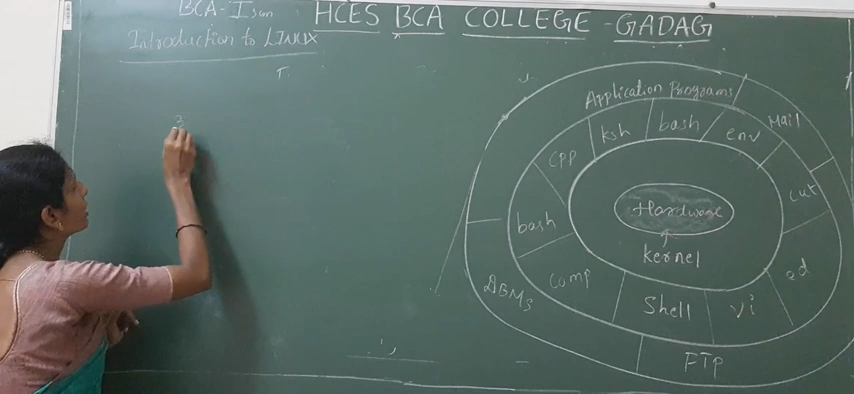 BCA-I sem
HCES BCA COLLEGE - GADAG
Introduction to LINUX
Application Programs
Mail
ksh
bash
env
CPP
cut
bash
Hardware
kernel
comp
ed
DBMS
Shell
vi
FTP